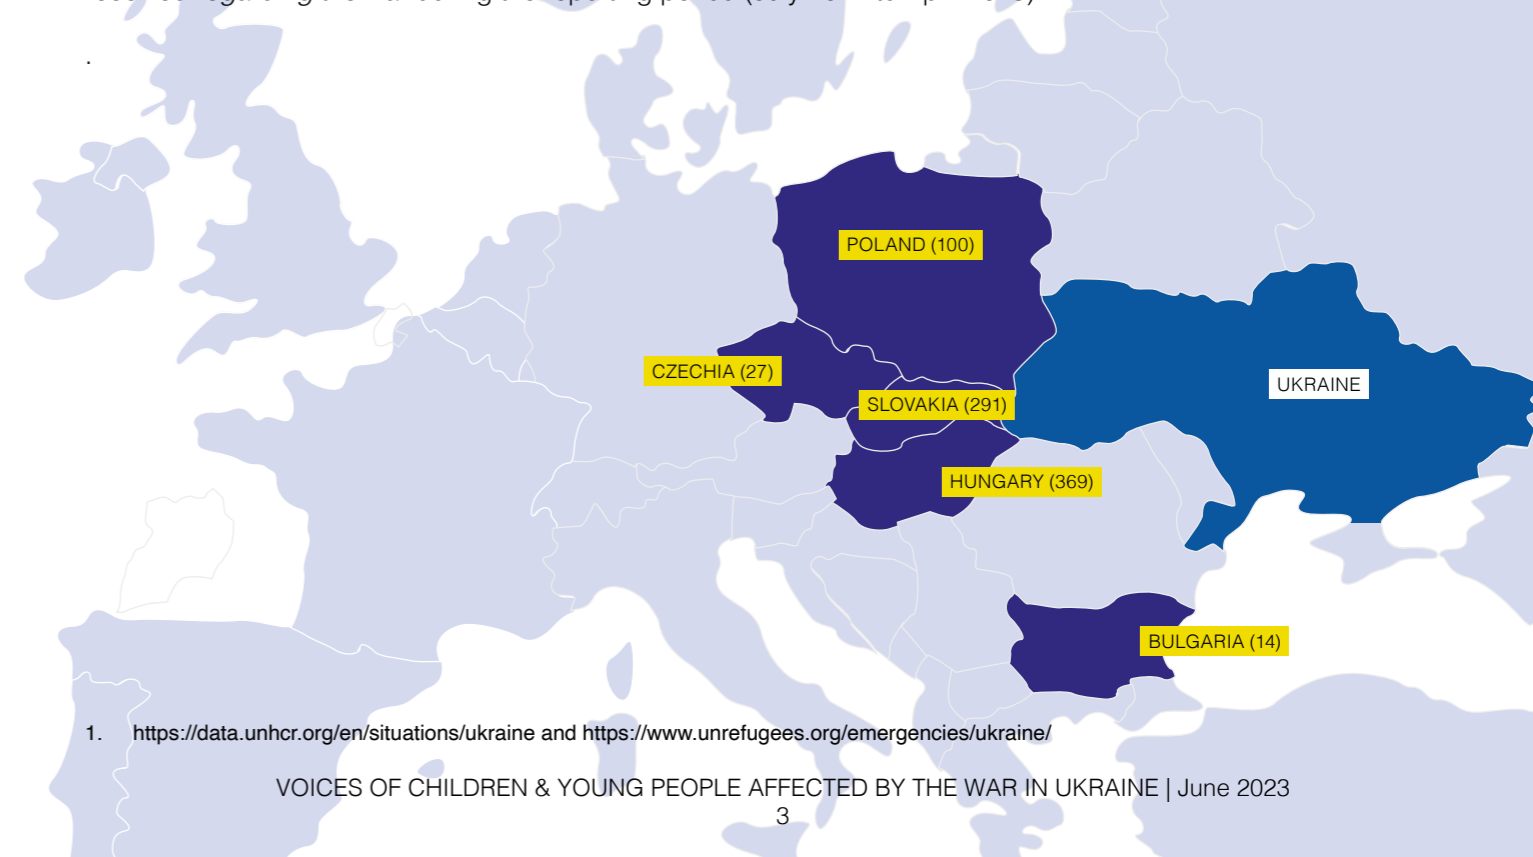 .
POLAND (100)
CZECHIA (27)
UKRAINE
SLOVAKIA (291)
HUNGARY (369)
BULGARIA (14)
1. https://data.unhcr.org/en/situations/ukraine and https://www.unrefugees.org/emergencies/ukraine/
VOICES OF CHILDREN & YOUNG PEOPLE AFFECTED BY THE WAR IN UKRAINE | June 2023
3